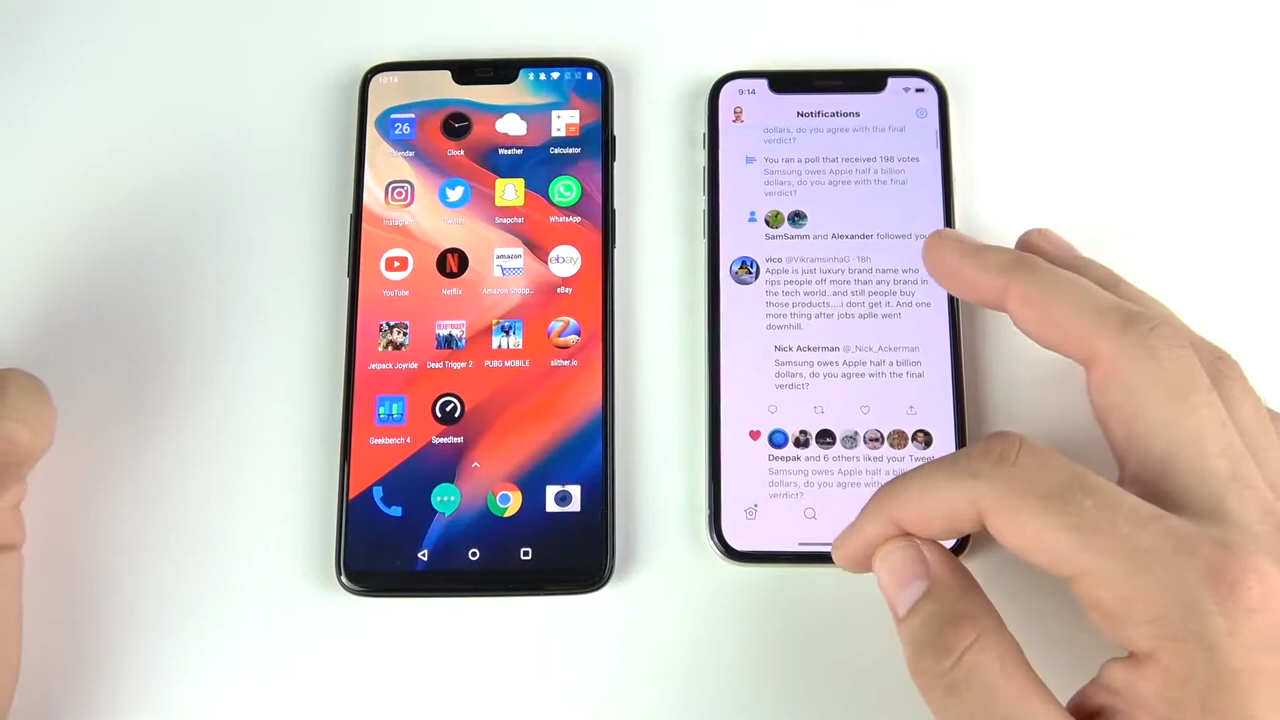 10:14
26
Calendar
Clock
Weather
Calculator
Instagram
Twitter
Snapchat
WhatsApp
YouTube
N
Netflix
amazon
Amazon Shopp...
ebay
eBay
Jetpack Joyride
DEAD TRIGGER 2
Dead Trigger 2
PUBG MOBILE
slither.io
Geekbench 4
Speedtest
9:14
Notifications
dollars, do you agree with the final
verdict?
You ran a poll that received 198 votes
Samsung owes Apple half a billion
dollars, do you agree with the final
verdict?
SamSamm and Alexander followed you
vico @VikramsinhaG · 18h
Apple is just luxury brand name who
rips people off more than any brand in
the tech world..and still people buy
those products....i dont get it. And one
more thing after jobs aplle went
downhill.
Nick Ackerman @_Nick_Ackerman
Samsung owes Apple half a billion
dollars, do you agree with the final
verdict?
Deepak and 6 others liked your Tweet
Samsung owes Apple half a billion
dollars, do you agree with
verdict?